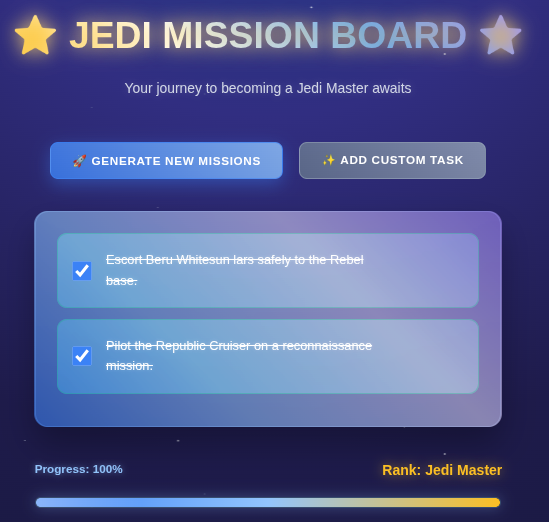 ⭐ JEDI MISSION BOARD ⭐
Your journey to becoming a Jedi Master awaits
🚀 GENERATE NEW MISSIONS
✨ ADD CUSTOM TASK
Escort Beru Whitesun lars safely to the Rebel
base.
Pilot the Republic Cruiser on a reconnaissance
mission.
Progress: 100%
Rank: Jedi Master